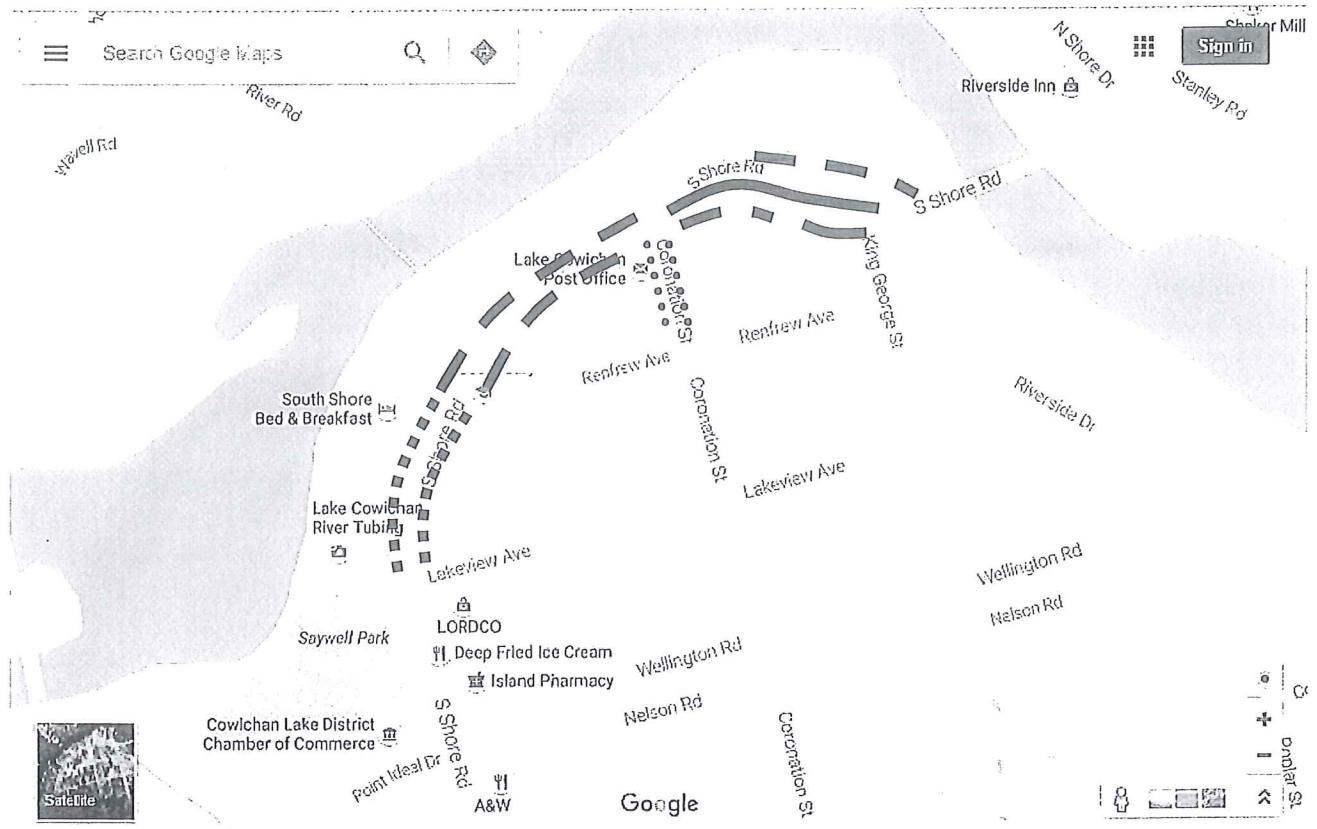 Search Google Maps
Sign in
River Rd
Wavell Rd
N Shore Dr
Riverside Inn
Stanley Rd
S Shore Rd
S Shore Rd
Lake Cowichan
Post Office
Coronation St
King George St
Renfrew Ave
Renfrew Ave
South Shore
Bed & Breakfast
S Shore Rd
Coronation St
Riverside Dr
Lakeview Ave
Lake Cowichan
River Tubing
Lakeview Ave
Wellington Rd
Nelson Rd
LORDCO
Saywell Park
Deep Fried Ice Cream
Wellington Rd
Island Pharmacy
Nelson Rd
Cowichan Lake District
Chamber of Commerce
S Shore Rd
Coronation St
Point Ideal Dr
Satellite
A&W
Google